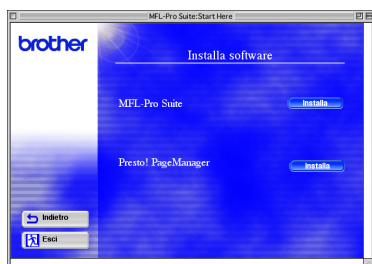 MFL-Pro Suite:Start Here
brother
Installa software
MFL-Pro Suite
Installa
Presto! PageManager
Installa
Indietro
Esci